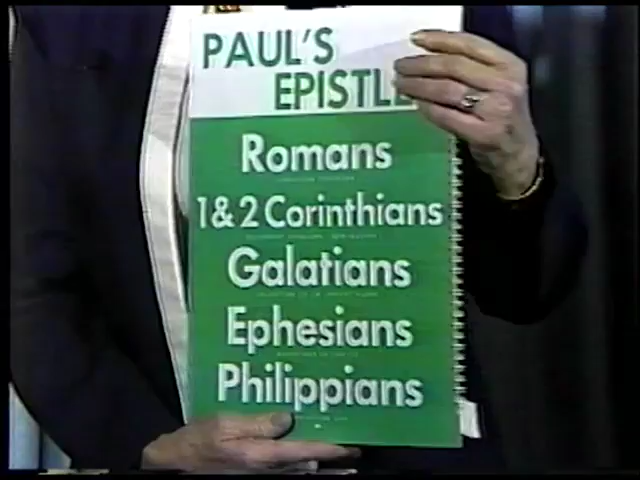 PAUL'S
EPISTLE
Romans
1 & 2 Corinthians
Galatians
Ephesians
Philippians